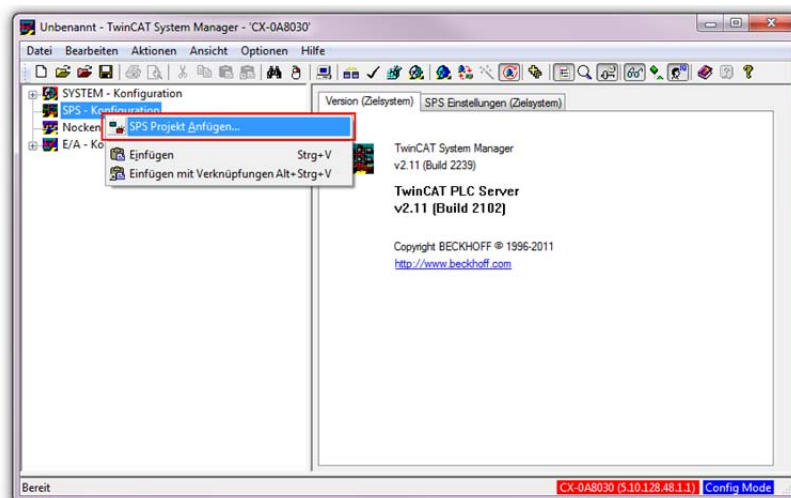 Unbenannt - TwinCAT System Manager - 'CX-0A8030'
Datei Bearbeiten Aktionen Ansicht Optionen Hilfe
SYSTEM - Konfiguration
SPS - Konfiguration
Nocken
E/A - Ko
SPS Projekt Anfügen...
Einfügen Strg+V
Einfügen mit Verknüpfungen Alt+Strg+V
Version (Zielsystem) SPS Einstellungen (Zielsystem)
TwinCAT System Manager
v2.11 (Build 2239)
TwinCAT PLC Server
v2.11 (Build 2102)
Copyright BECKHOFF © 1996-2011
http://www.beckhoff.com
Bereit CX-0A8030 (5.10.128.48.1.1) Config Mode